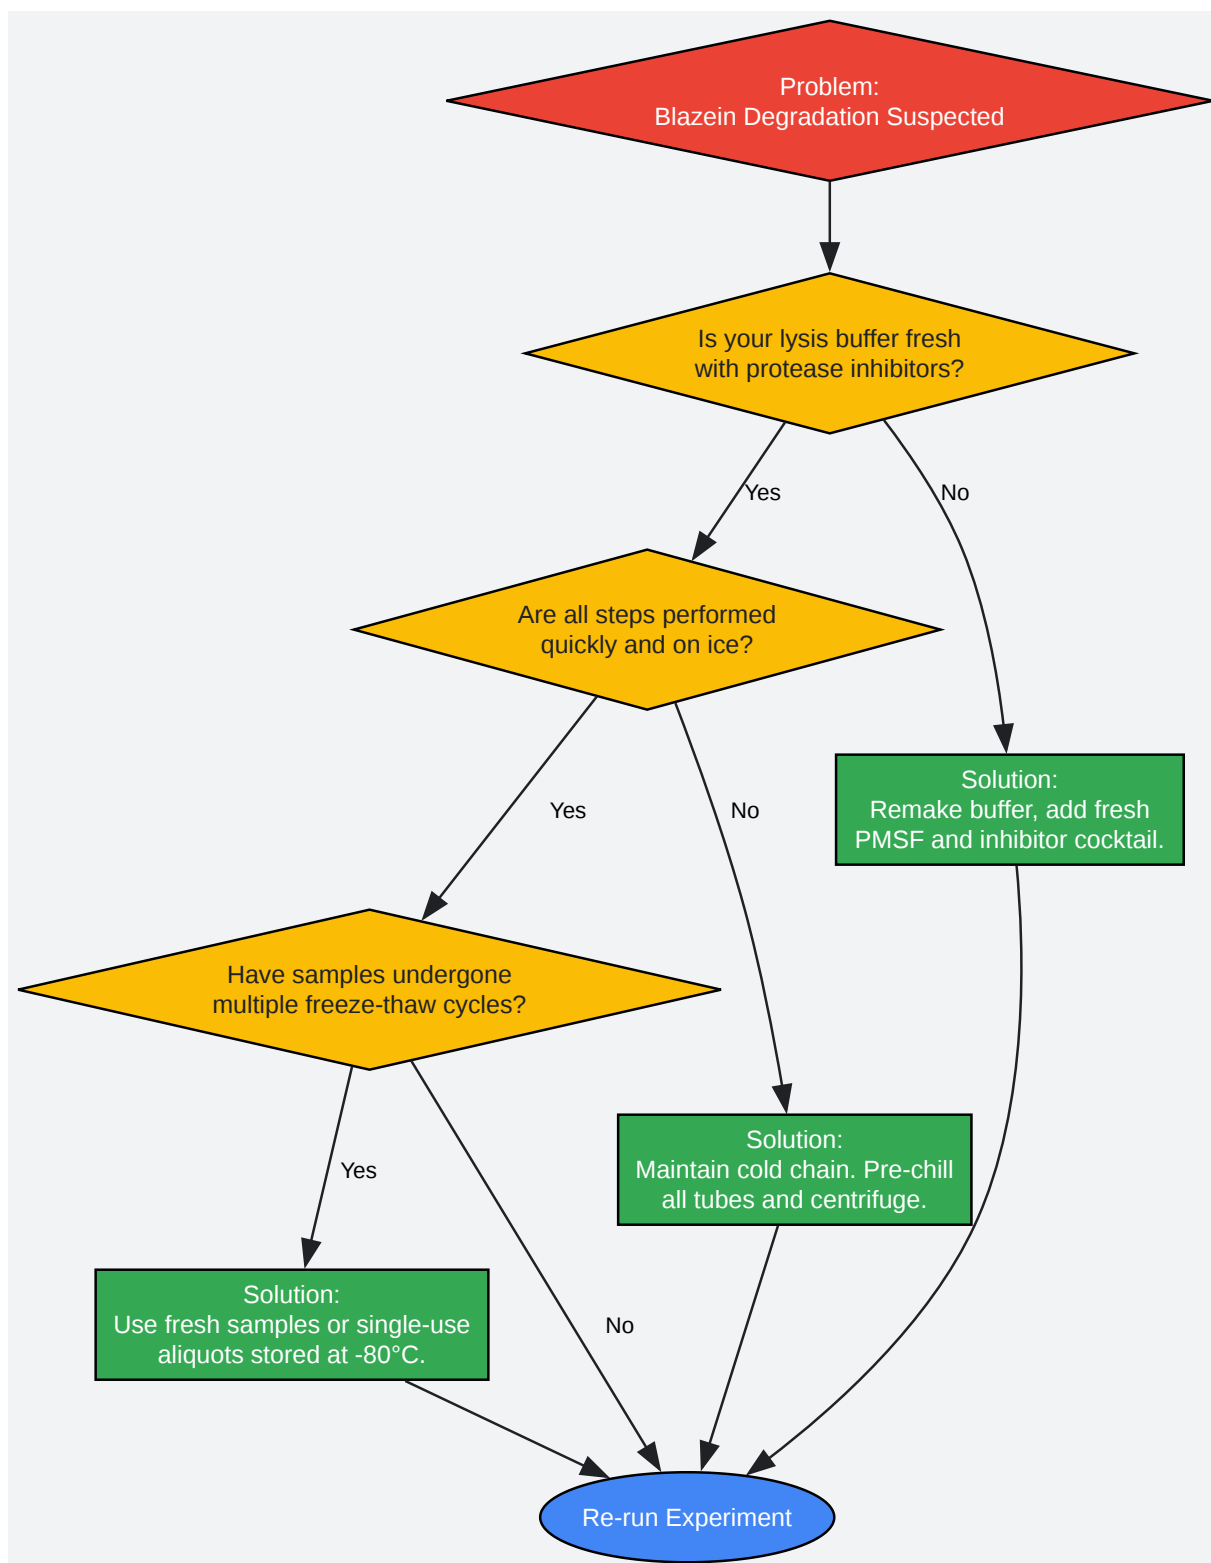 Problem:
Blazein Degradation Suspected
Is your lysis buffer fresh
with protease inhibitors?
Yes
No
Are all steps performed
quickly and on ice?
Solution:
Remake buffer, add fresh
PMSF and inhibitor cocktail.
Yes
No
Have samples undergone
multiple freeze-thaw cycles?
Solution:
Maintain cold chain. Pre-chill
all tubes and centrifuge.
Yes
No
Solution:
Use fresh samples or single-use
aliquots stored at -80°C.
Re-run Experiment